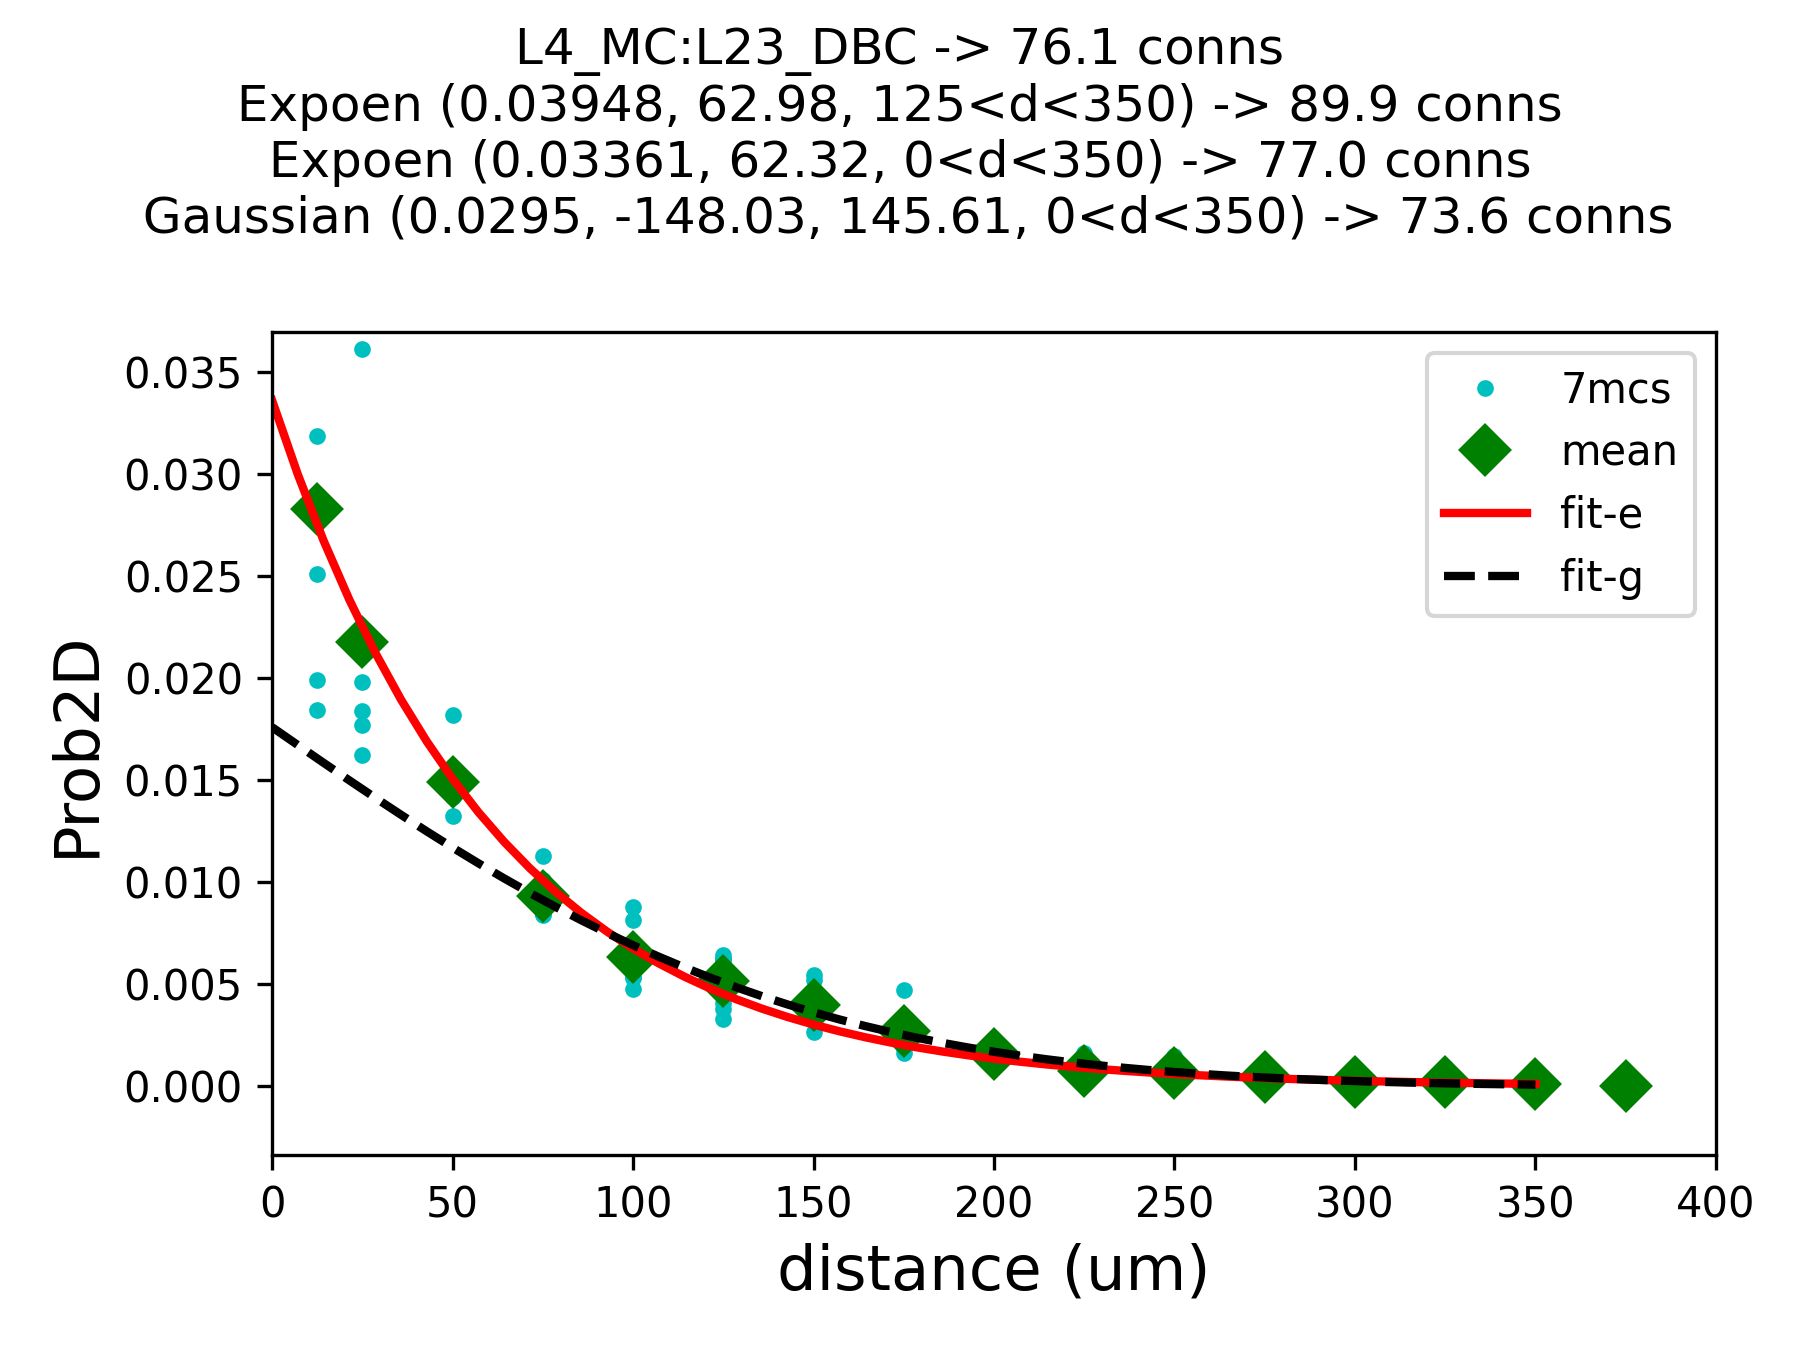 L4_MC:L23_DBC -> 76.1 conns
Expoen (0.03948, 62.98, 125<d<350) -> 89.9 conns
Expoen (0.03361, 62.32, 0<d<350) -> 77.0 conns
Gaussian (0.0295, -148.03, 145.61, 0<d<350) -> 73.6 conns
0.035
0.030
0.025
0.020
0.015
0.010
0.005
0.000
Prob2D
7mcs
mean
fit-e
fit-g
0 50 100 150 200 250 300 350 400
distance (um)